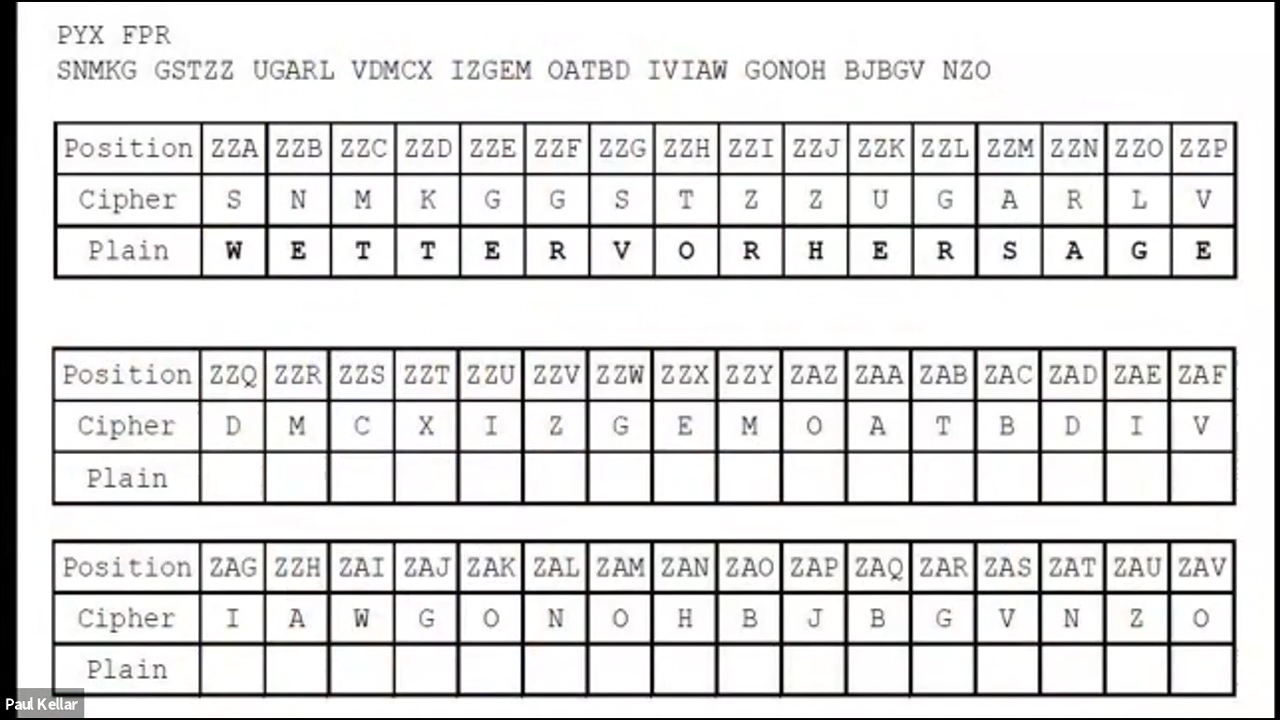 PYX FPR
SNMKG GSTZZ UGARL VDMCX IZGEM OATBD IVIAW GONOH BJBGV NZO
Position ZZA ZZB ZZC ZZD ZZE ZZF ZZG ZZH ZZI ZZJ ZZK ZZL ZZM ZZN ZZO ZZP
Cipher S N M K G G S T Z Z U G A R L V
Plain W E T T E R V O R H E R S A G E
Position ZZQ ZZR ZZS ZZT ZZU ZZV ZZW ZZX ZZY ZAZ ZAA ZAB ZAC ZAD ZAE ZAF
Cipher D M C X I Z G E M O A T B D I V
Plain
Position ZAG ZZH ZAI ZAJ ZAK ZAL ZAM ZAN ZAO ZAP ZAQ ZAR ZAS ZAT ZAU ZAV
Cipher I A W G O N O H B J B G V N Z O
Plain
Paul Kellar